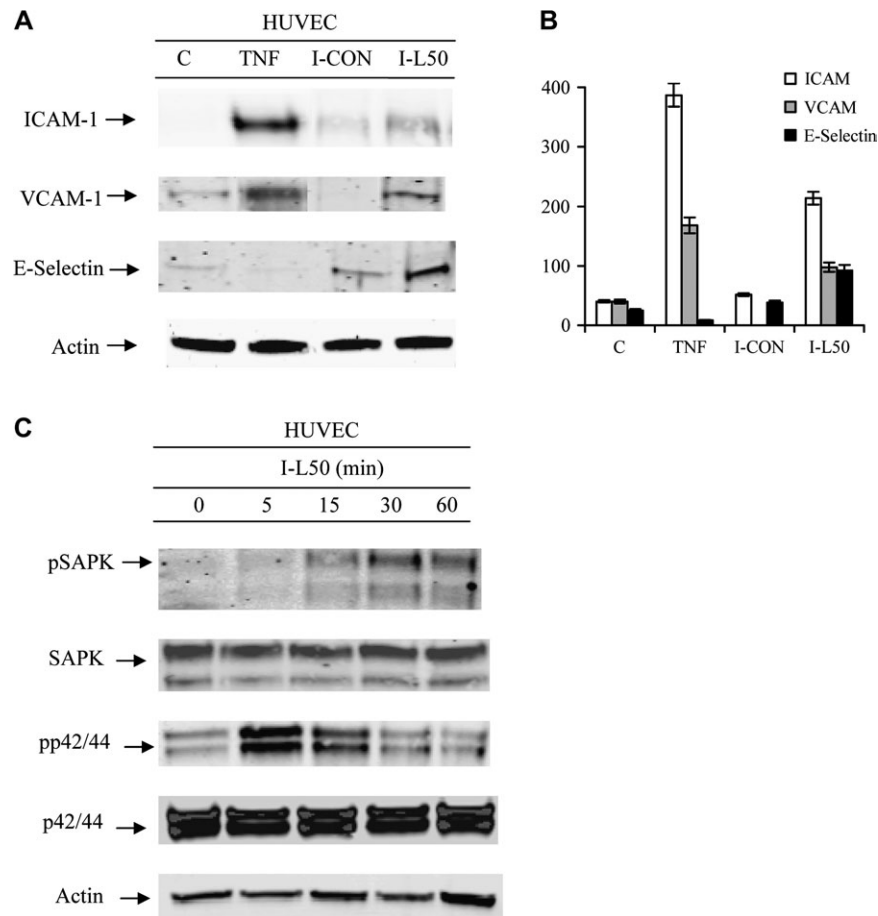 A
HUVEC
C TNF I-CON I-L50
ICAM-1
VCAM-1
E-Selectin
Actin
B
400
300
200
100
0
ICAM
VCAM
E-Selectin
C TNF I-CON I-L50
C
HUVEC
I-L50 (min)
0 5 15 30 60
pSAPK
SAPK
pp42/44
p42/44
Actin